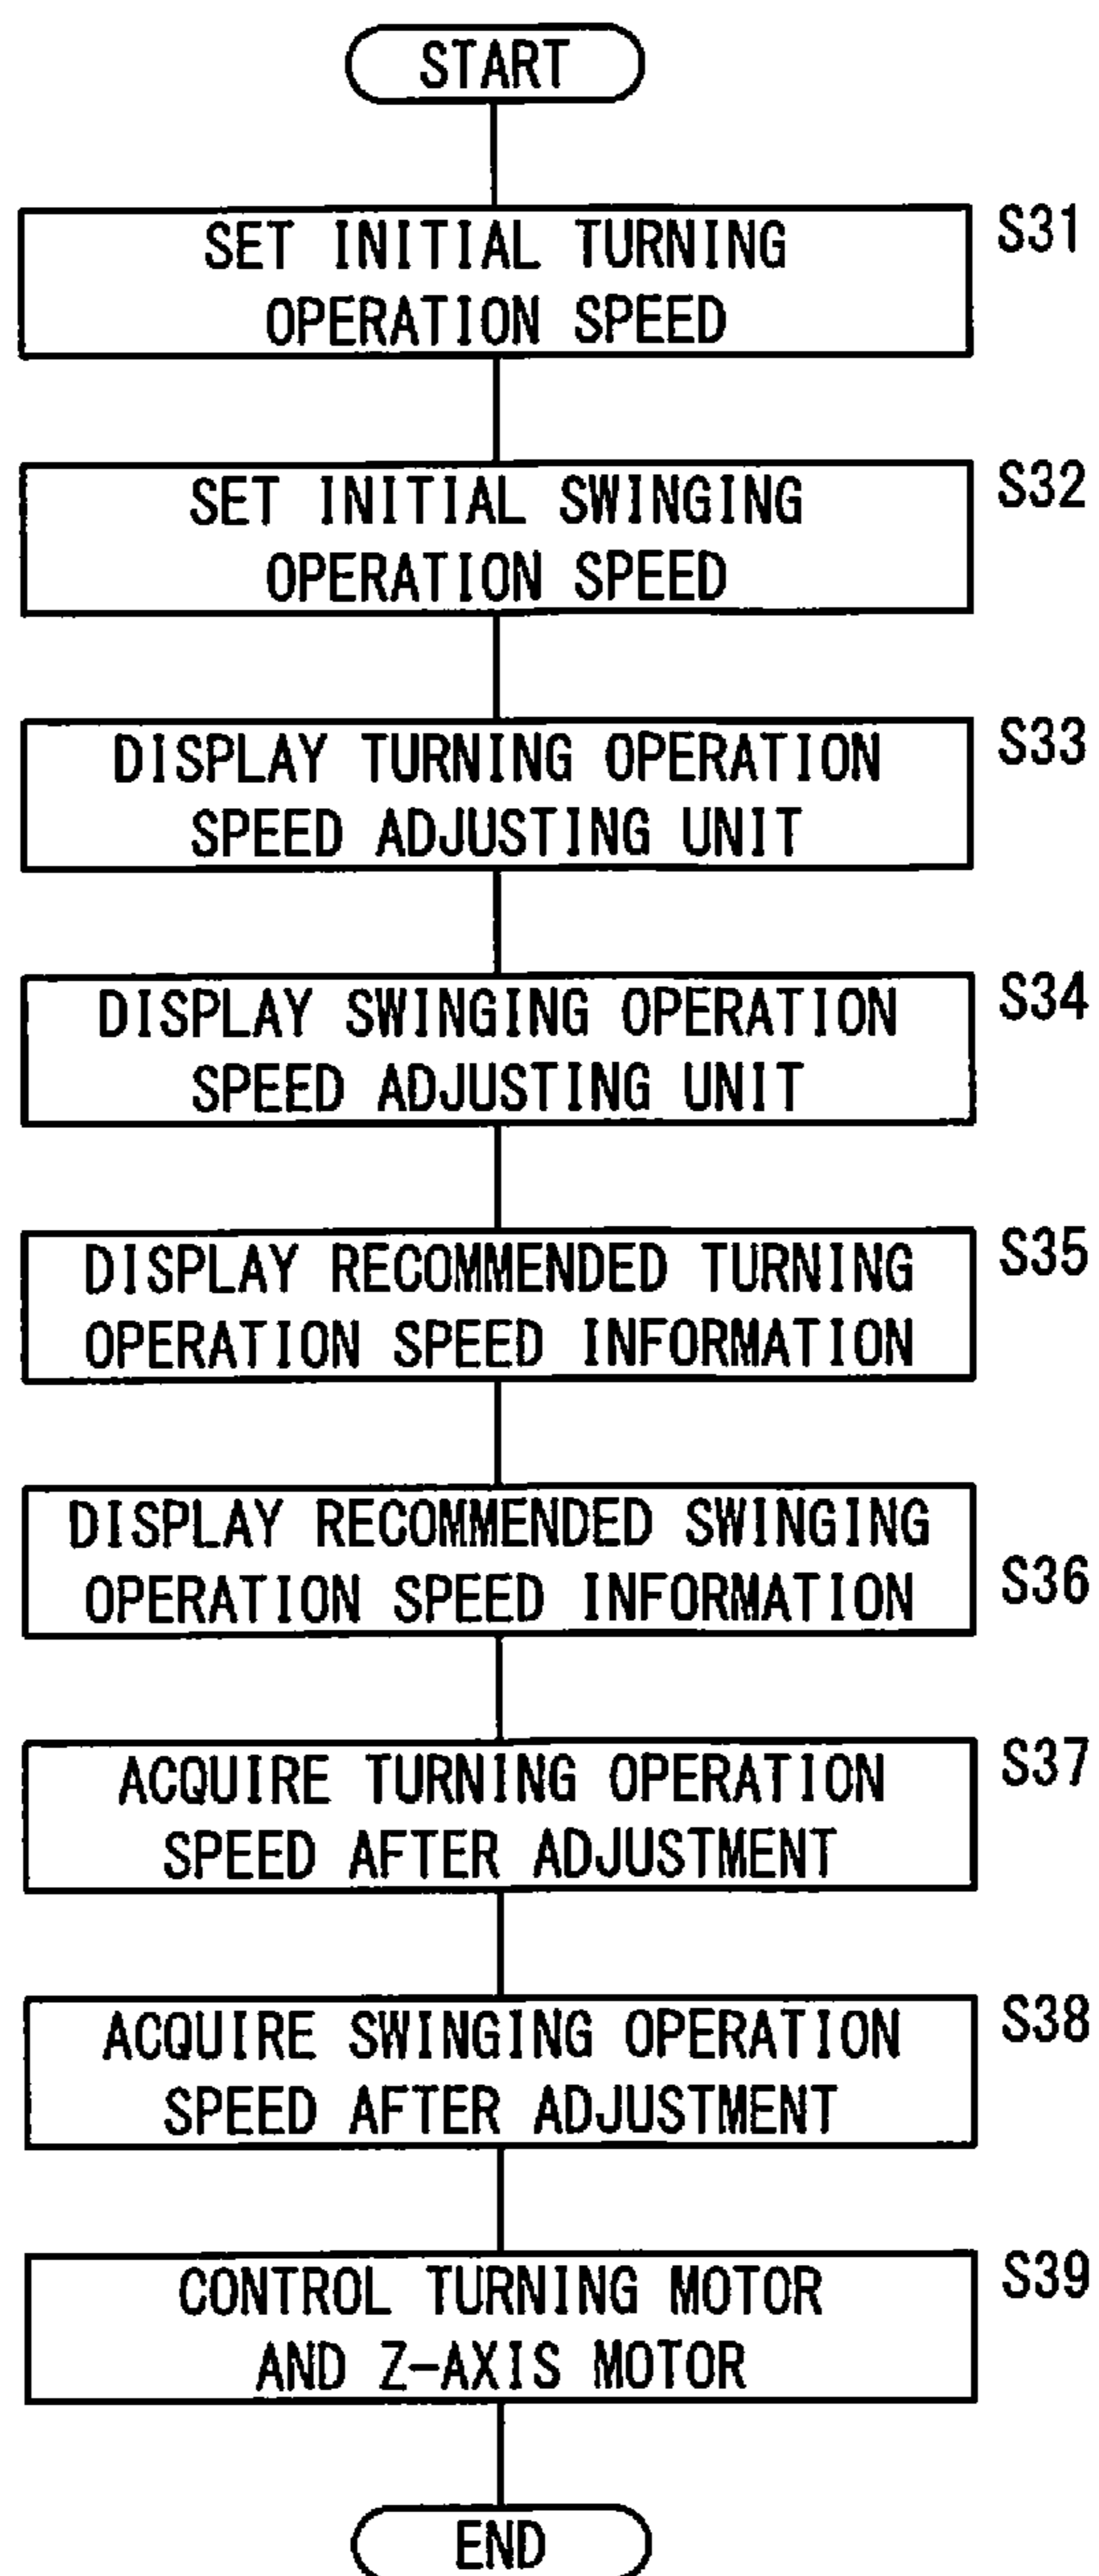 START
SET INITIAL TURNING
OPERATION SPEED
S31
SET INITIAL SWINGING
OPERATION SPEED
S32
DISPLAY TURNING OPERATION
SPEED ADJUSTING UNIT
S33
DISPLAY SWINGING OPERATION
SPEED ADJUSTING UNIT
S34
DISPLAY RECOMMENDED TURNING
OPERATION SPEED INFORMATION
S35
DISPLAY RECOMMENDED SWINGING
OPERATION SPEED INFORMATION
S36
ACQUIRE TURNING OPERATION
SPEED AFTER ADJUSTMENT
S37
ACQUIRE SWINGING OPERATION
SPEED AFTER ADJUSTMENT
S38
CONTROL TURNING MOTOR
AND Z-AXIS MOTOR
S39
END